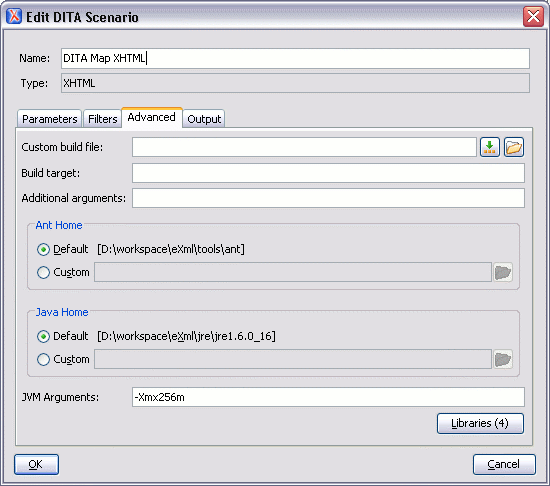 Edit DITA Scenario
Name: DITA Map XHTML
Type: XHTML
Parameters Filters Advanced Output
Custom build file:
Build target:
Additional arguments:
Ant Home
Default [D:\workspace\eXml\tools\ant]
Custom
Java Home
Default [D:\workspace\eXml\jre\jre1.6.0_16]
Custom
JVM Arguments: -Xmx256m
Libraries (4)
OK Cancel